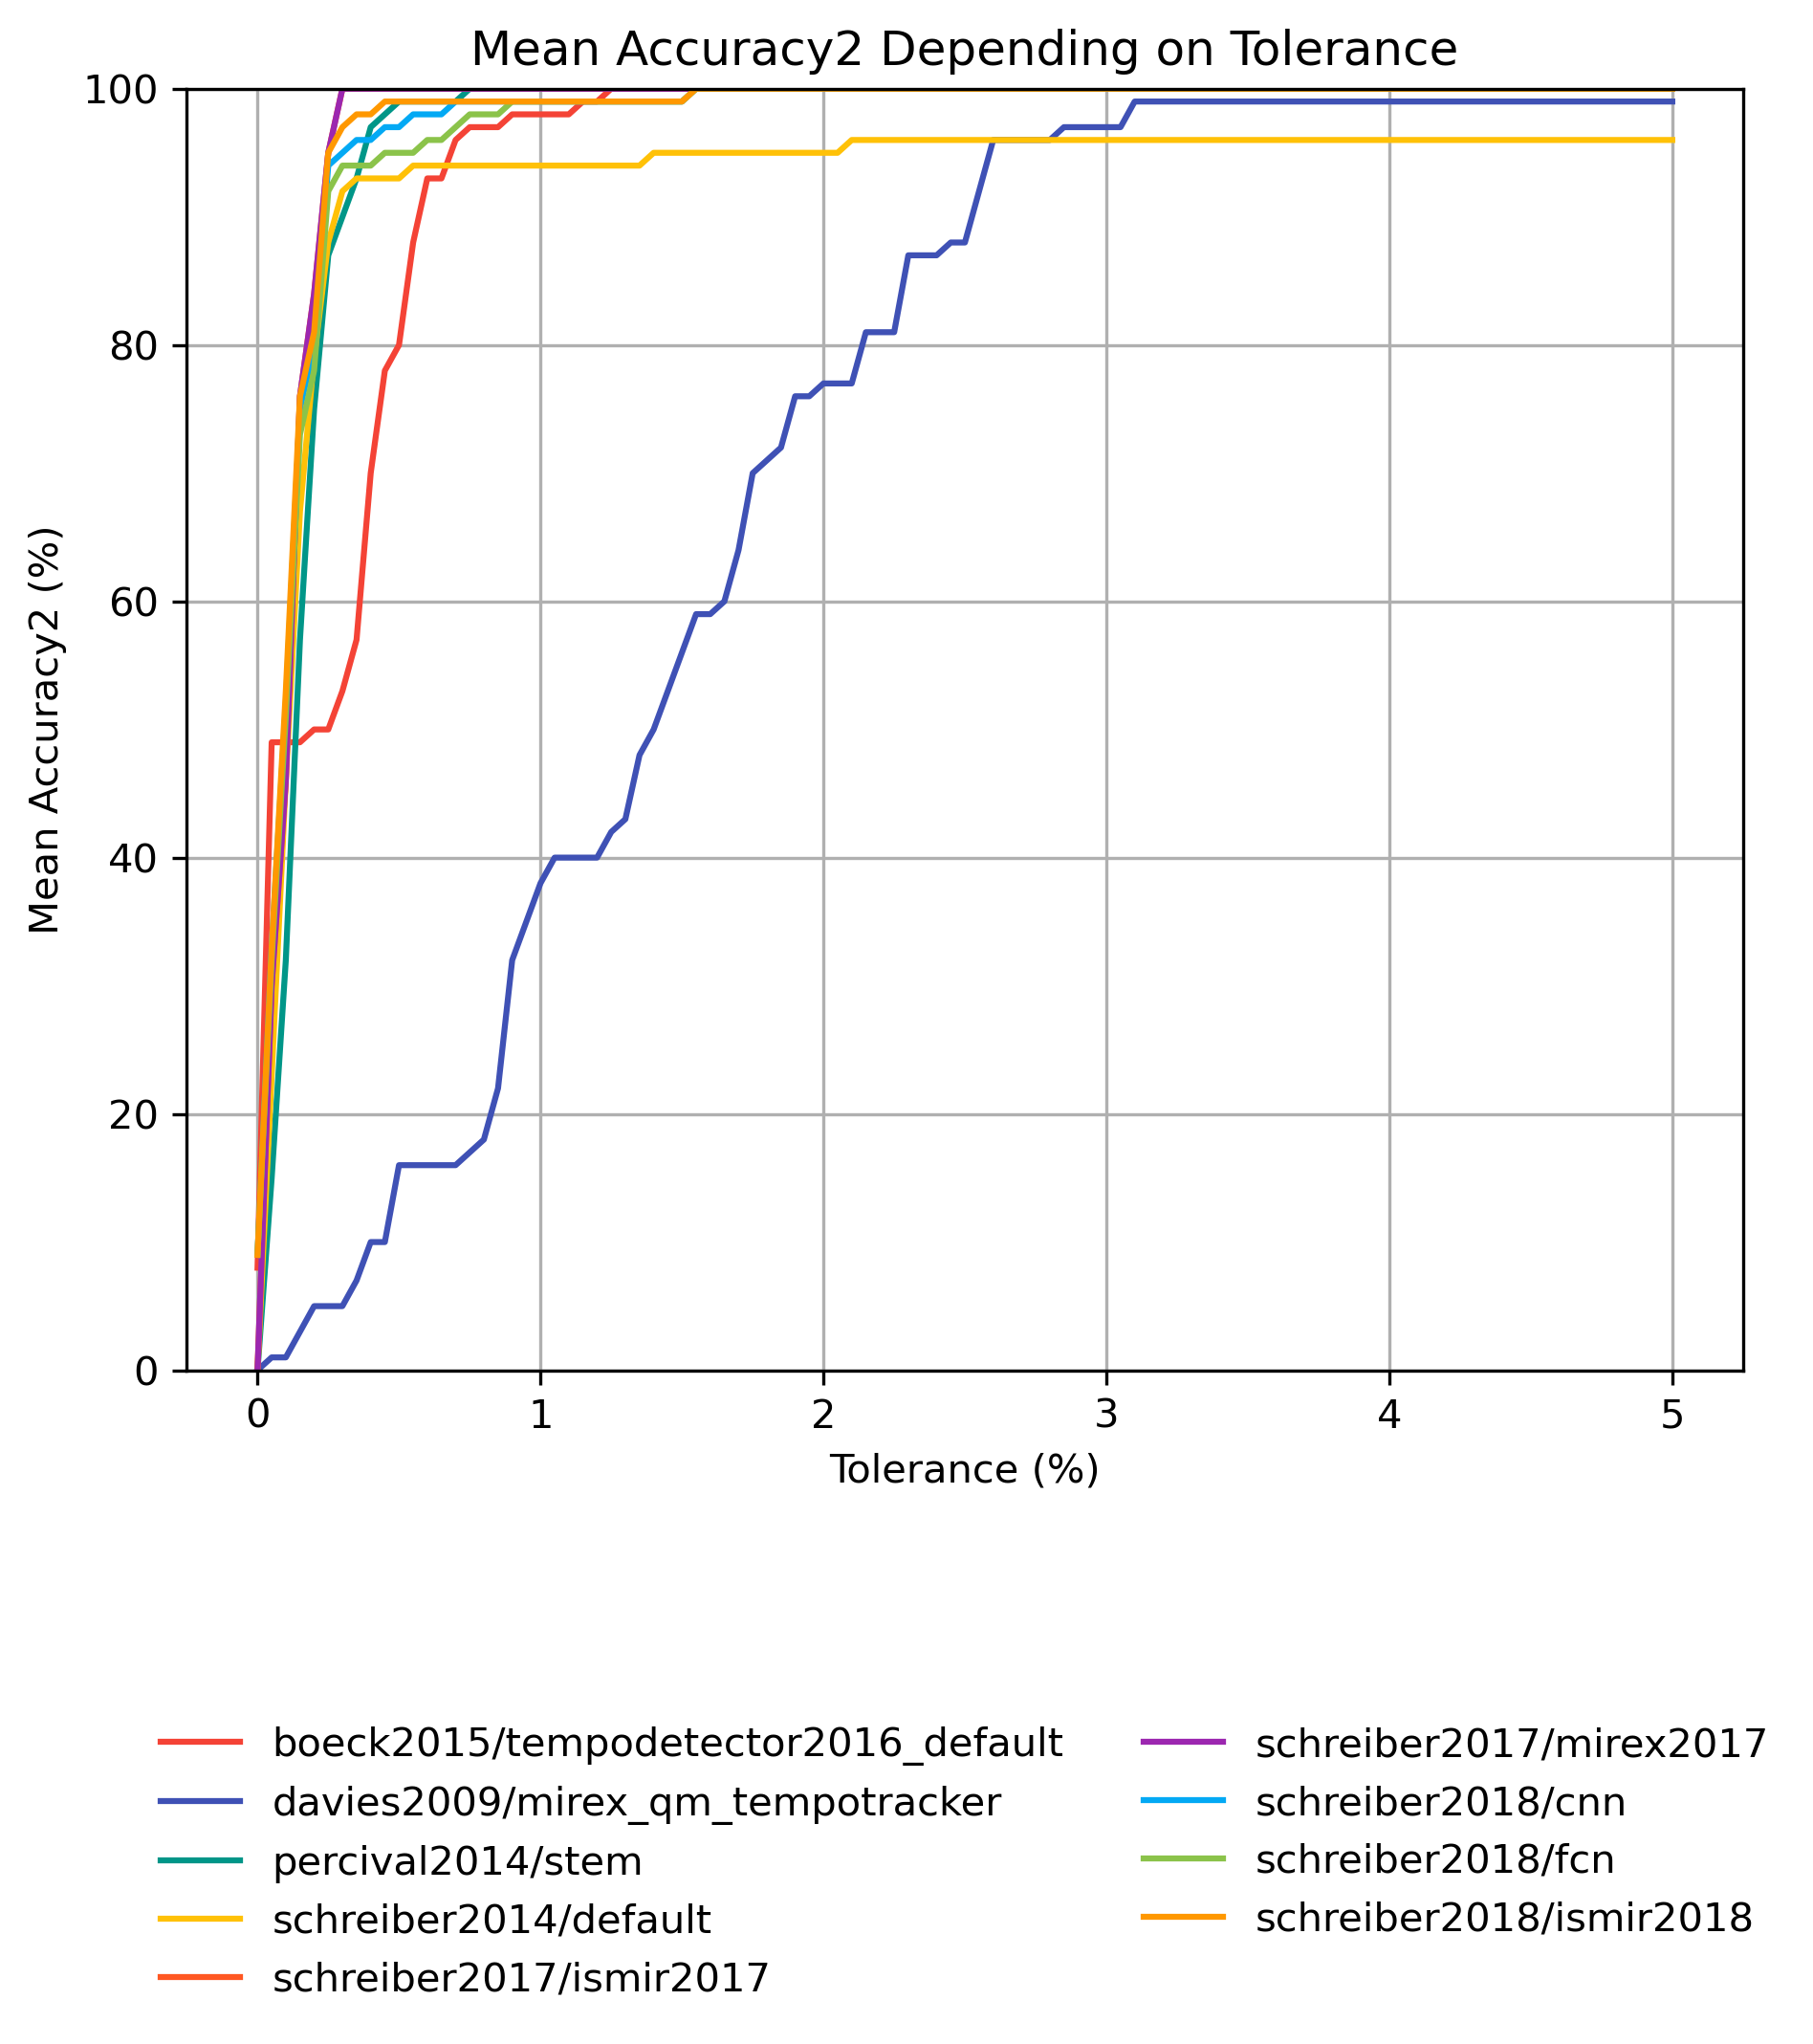 Mean Accuracy2 Depending on Tolerance
100
80
60
40
20
0
Mean Accuracy2 (%)
0 1 2 3 4 5
Tolerance (%)
boeck2015/tempodetector2016_default
davies2009/mirex_qm_tempotracker
percival2014/stem
schreiber2014/default
schreiber2017/ismir2017
schreiber2017/mirex2017
schreiber2018/cnn
schreiber2018/fcn
schreiber2018/ismir2018